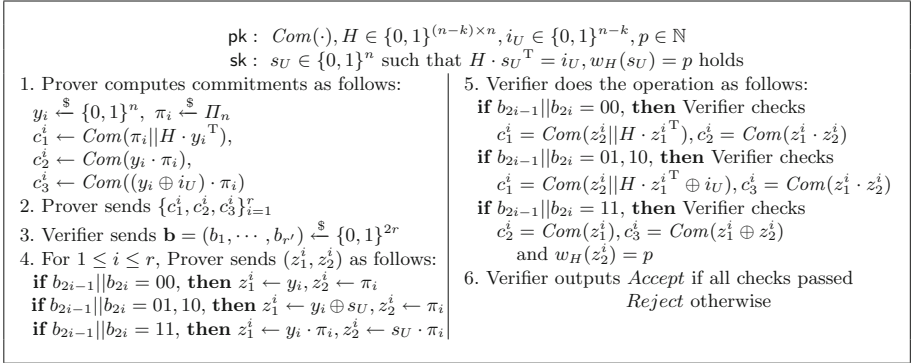 pk : Com(·), H ∈ {0, 1}^{(n−k)×n}, i_U ∈ {0, 1}^{n−k}, p ∈ ℕ
sk : s_U ∈ {0, 1}^n such that H · s_U^T = i_U, w_H(s_U) = p holds
1. Prover computes commitments as follows:
y_i ←$ {0, 1}^n, π_i ←$ Π_n
c_1^i ← Com(π_i||H · y_i^T),
c_2^i ← Com(y_i · π_i),
c_3^i ← Com((y_i ⊕ i_U) · π_i)
2. Prover sends {c_1^i, c_2^i, c_3^i}_{i=1}^r
3. Verifier sends b = (b_1, ··· , b_{r'}) ←$ {0, 1}^{2r}
4. For 1 ≤ i ≤ r, Prover sends (z_1^i, z_2^i) as follows:
if b_{2i−1}||b_{2i} = 00, then z_1^i ← y_i, z_2^i ← π_i
if b_{2i−1}||b_{2i} = 01, 10, then z_1^i ← y_i ⊕ s_U, z_2^i ← π_i
if b_{2i−1}||b_{2i} = 11, then z_1^i ← y_i · π_i, z_2^i ← s_U · π_i
5. Verifier does the operation as follows:
if b_{2i−1}||b_{2i} = 00, then Verifier checks
c_1^i = Com(z_2^i||H · z_1^{i T}), c_2^i = Com(z_1^i · z_2^i)
if b_{2i−1}||b_{2i} = 01, 10, then Verifier checks
c_1^i = Com(z_2^i||H · z_1^{i T} ⊕ i_U), c_3^i = Com(z_1^i · z_2^i)
if b_{2i−1}||b_{2i} = 11, then Verifier checks
c_2^i = Com(z_1^i), c_3^i = Com(z_1^i ⊕ z_2^i)
and w_H(z_2^i) = p
6. Verifier outputs Accept if all checks passed
Reject otherwise